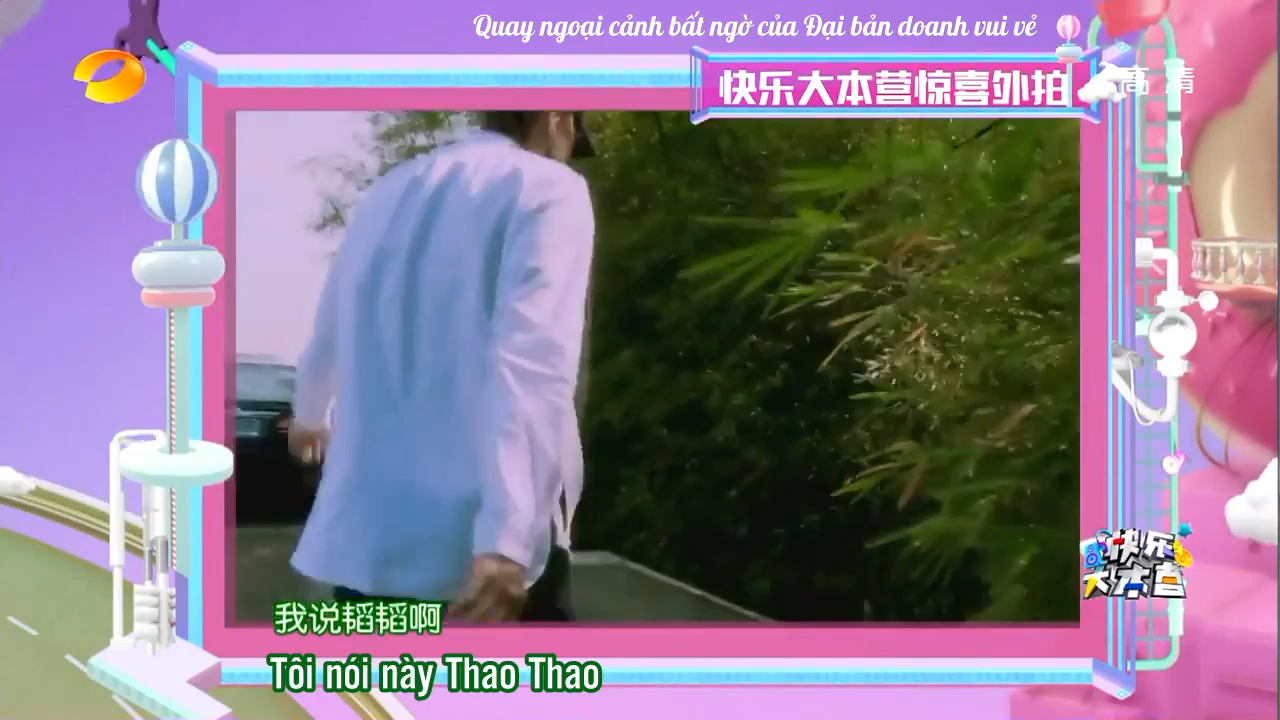 Quay ngoại cảnh bất ngờ của Đại bản doanh vui vẻ
快乐大本营惊喜外拍
高清
快乐
大本营
我说韬韬啊
Tôi nói này Thao Thao